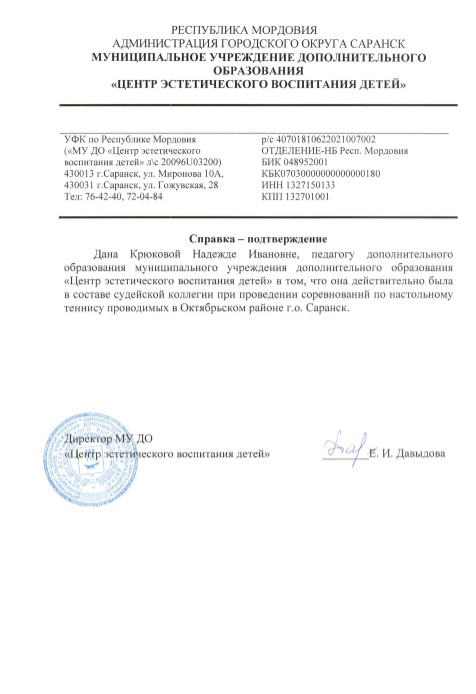 РЕСПУБЛИКА МОРДОВИЯ
АДМИНИСТРАЦИЯ ГОРОДСКОГО ОКРУГА САРАНСК
МУНИЦИПАЛЬНОЕ УЧРЕЖДЕНИЕ ДОПОЛНИТЕЛЬНОГО
ОБРАЗОВАНИЯ
«ЦЕНТР ЭСТЕТИЧЕСКОГО ВОСПИТАНИЯ ДЕТЕЙ»
УФК по Республике Мордовия
(«МУ ДО «Центр эстетического
воспитания детей» л\с 20096U03200)
430013 г.Саранск, ул. Миронова 10А,
430031 г.Саранск, ул. Гожувская, 28
Тел: 76-42-40, 72-04-84
р/с 40701810622021007002
ОТДЕЛЕНИЕ-НБ Респ. Мордовия
БИК 048952001
КБК07030000000000000180
ИНН 1327150133
КПП 132701001
Справка – подтверждение
Дана Крюковой Надежде Ивановне, педагогу дополнительного
образования муниципального учреждения дополнительного образования
«Центр эстетического воспитания детей» в том, что она действительно была
в составе судейской коллегии при проведении соревнований по настольному
теннису проводимых в Октябрьском районе г.о. Саранск.
Директор МУ ДО
«Центр эстетического воспитания детей» Е. И. Давыдова